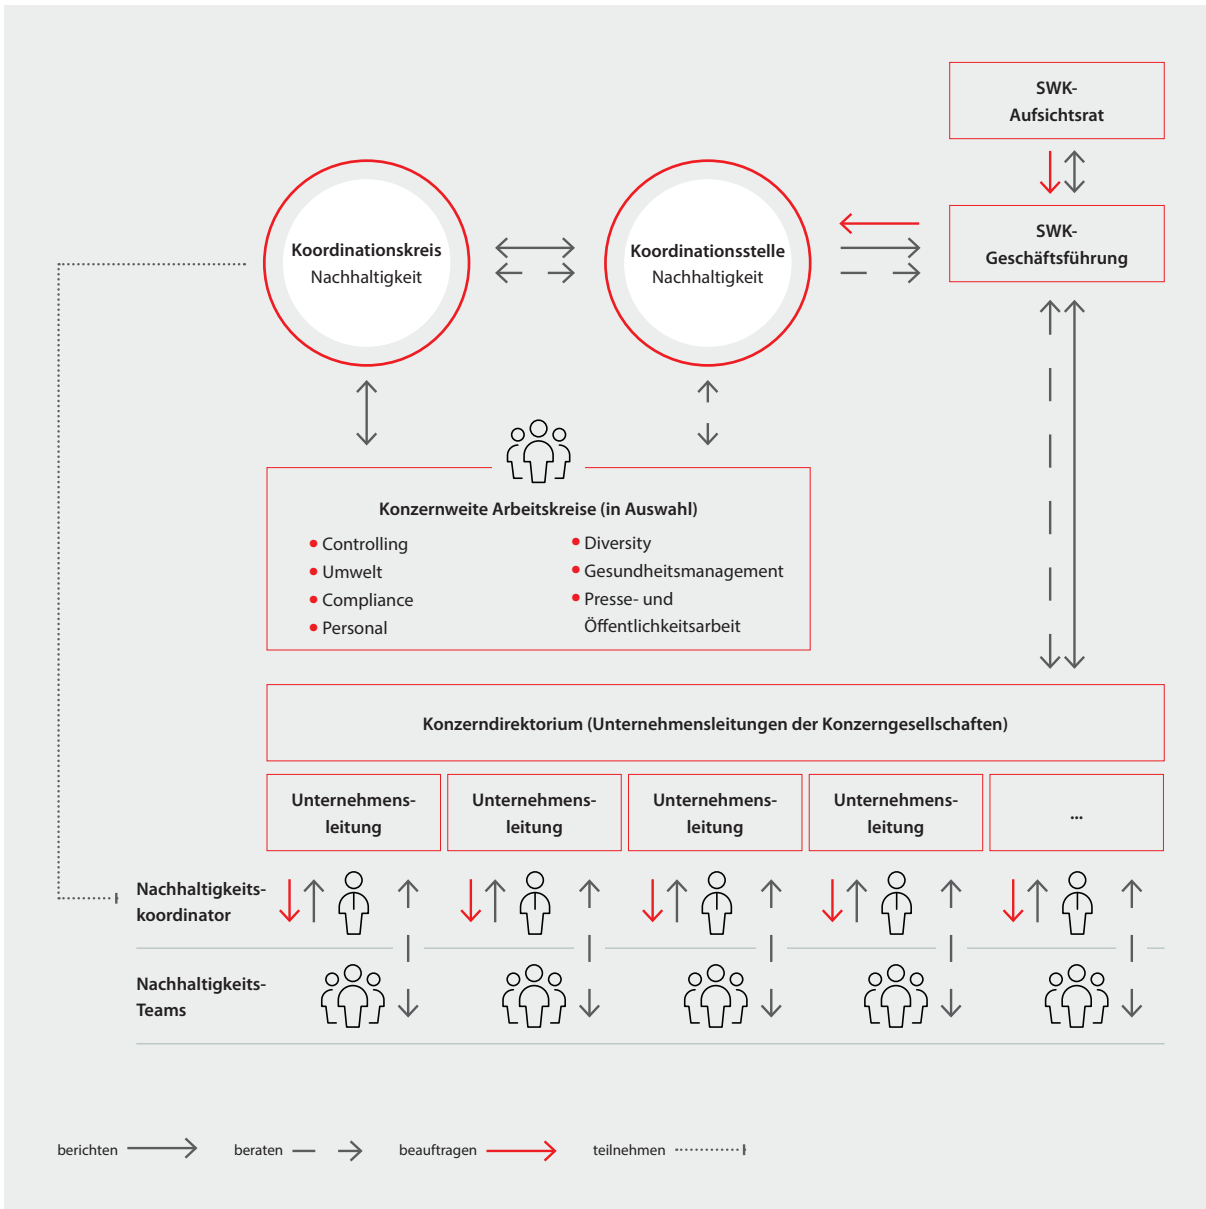 SWK-
Aufsichtsrat
Koordinationskreis
Nachhaltigkeit
Koordinationsstelle
Nachhaltigkeit
SWK-
Geschäftsführung
Konzernweite Arbeitskreise (in Auswahl)
Controlling
Umwelt
Compliance
Personal
Diversity
Gesundheitsmanagement
Presse- und
Öffentlichkeitsarbeit
Konzerndirektorium (Unternehmensleitungen der Konzerngesellschaften)
Unternehmens-
leitung
Unternehmens-
leitung
Unternehmens-
leitung
Unternehmens-
leitung
...
Nachhaltigkeits-
koordinator
Nachhaltigkeits-
Teams
berichten
beraten
beauftragen
teilnehmen